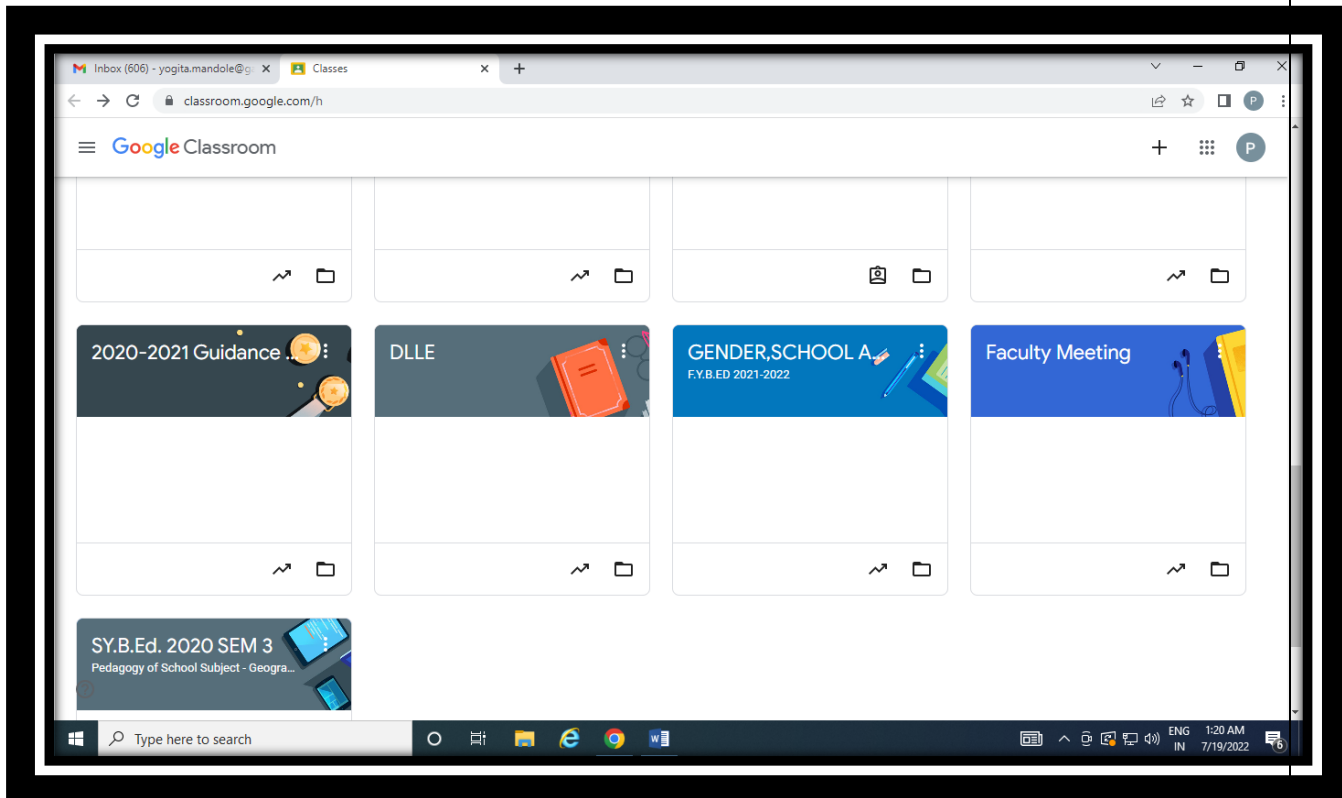 Inbox (606) - yogita.mandole@g
Classes
classroom.google.com/h
P
Google Classroom
P
2020-2021 Guidance ...
DLLE
GENDER,SCHOOL A...
F.Y.B.ED 2021-2022
Faculty Meeting
SY.B.Ed. 2020 SEM 3
Pedagogy of School Subject - Geogra...
Type here to search
ENG
IN
1:20 AM
7/19/2022
6